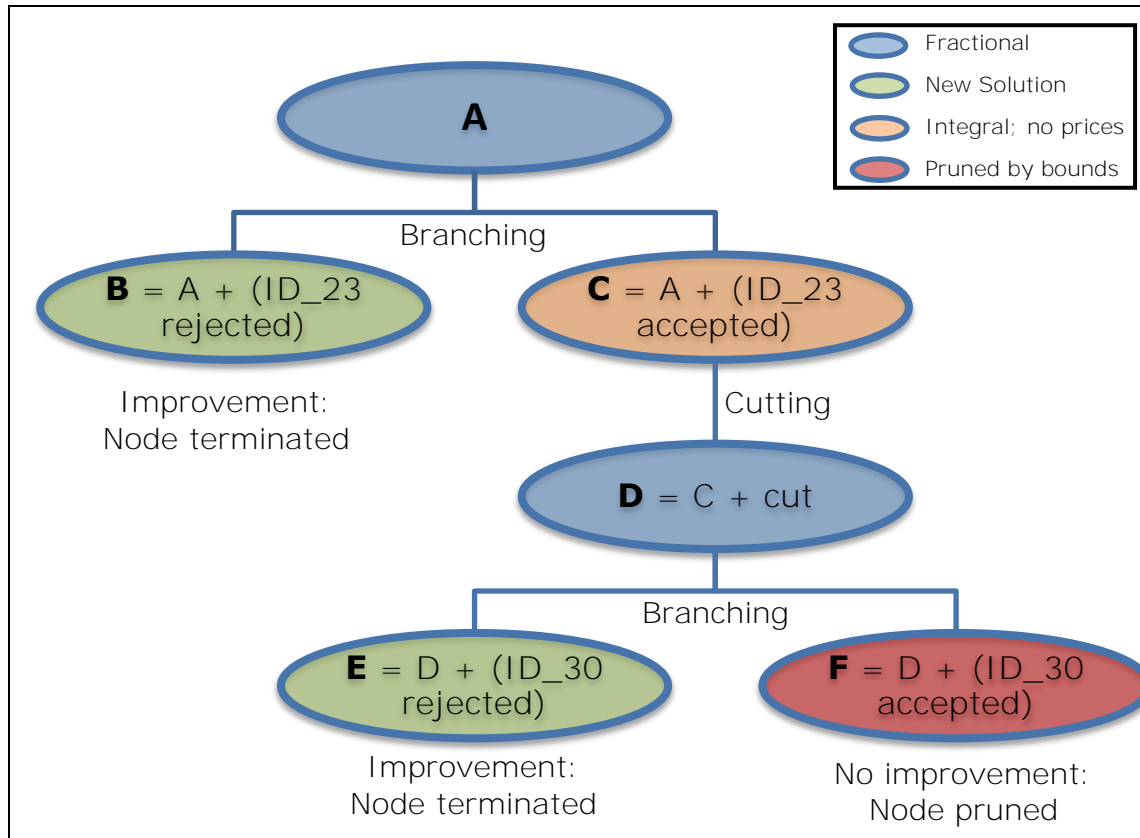 Fractional
New Solution
Integral; no prices
Pruned by bounds
A
Branching
B = A + (ID_23
rejected)
C = A + (ID_23
accepted)
Improvement:
Node terminated
Cutting
D = C + cut
Branching
E = D + (ID_30
rejected)
F = D + (ID_30
accepted)
Improvement:
Node terminated
No improvement:
Node pruned